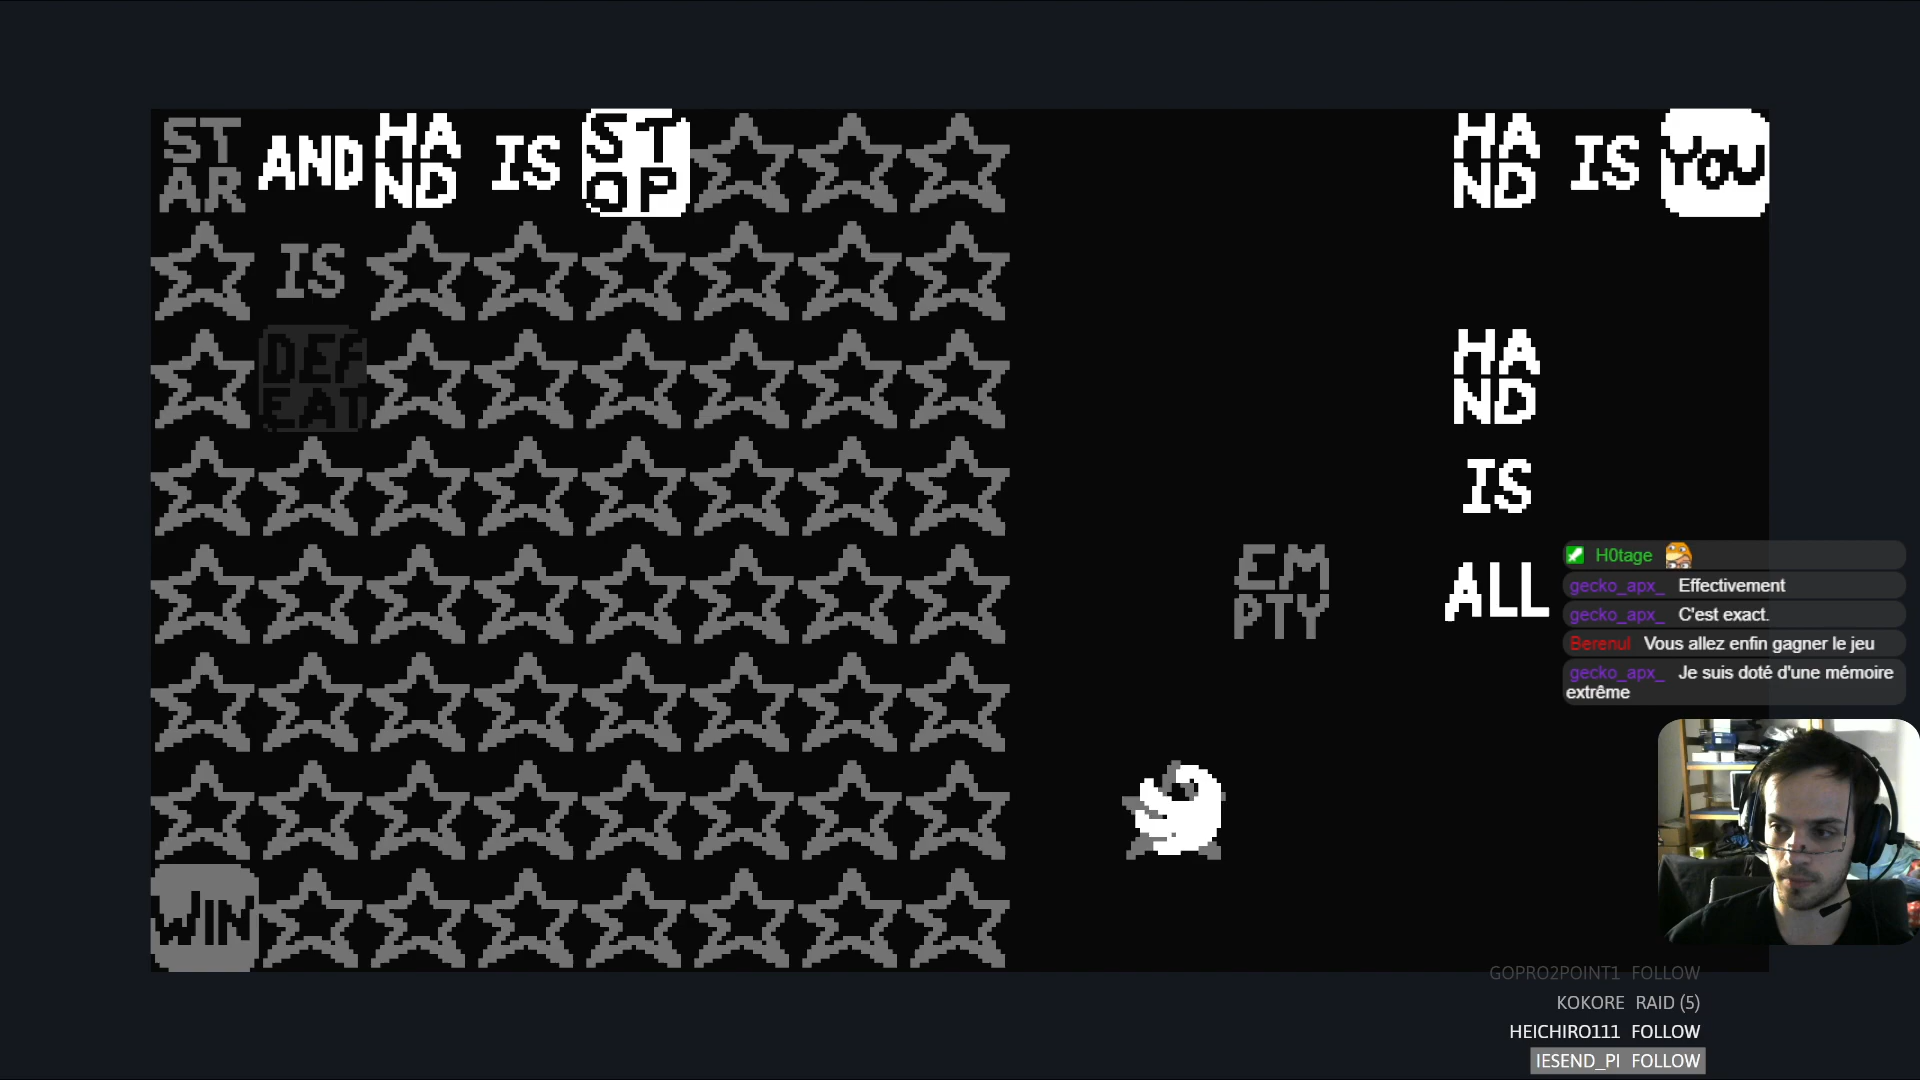 STAR AND HAND IS STOP HAND IS YOU
IS
DEFEAT
HAND
IS
EMPTY ALL
WIN
H0tage
gecko_apx_ Effectivement
gecko_apx_ C'est exact.
Berenul Vous allez enfin gagner le jeu
gecko_apx_ Je suis doté d'une mémoire
extrême
GOPRO2POINT1 FOLLOW
KOKORE RAID (5)
HEICHIRO111 FOLLOW
IESEND_PI FOLLOW